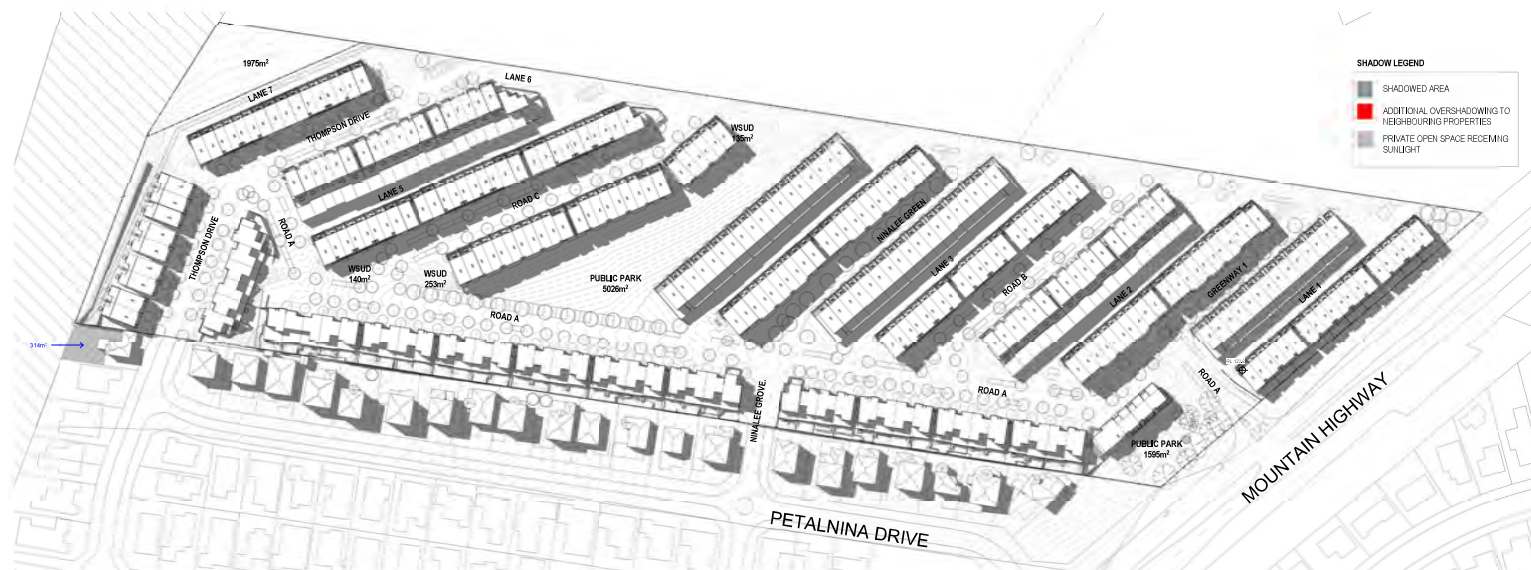 1975m²
LANE 7
LANE 6
THOMPSON DRIVE
WSUD
135m²
LANE 5
ROAD C
THOMPSON DRIVE
ROAD A
WSUD
140m²
WSUD
253m²
PUBLIC PARK
5026m²
NINALEE GREEN
LANE 3
ROAD B
LANE 2
GREENWAY 1
LANE 1
314m²
ROAD A
NINALEE GROVE.
ROAD A
ROAD A
PUBLIC PARK
1595m²
MOUNTAIN HIGHWAY
PETALNINA DRIVE
SHADOW LEGEND
SHADOWED AREA
ADDITIONAL OVERSHADOWING TO
NEIGHBOURING PROPERTIES
PRIVATE OPEN SPACE RECEIVING
SUNLIGHT